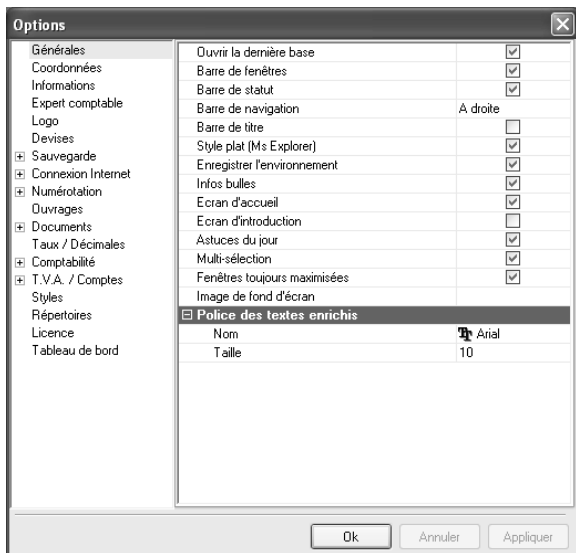 Options
Générales
Coordonnées
Informations
Expert comptable
Logo
Devises
Sauvegarde
Connexion Internet
Numérotation
Ouvrages
Documents
Taux / Décimales
Comptabilité
T.V.A. / Comptes
Styles
Répertoires
Licence
Tableau de bord
Ouvrir la dernière base
Barre de fenêtres
Barre de statut
Barre de navigation A droite
Barre de titre
Style plat (Ms Explorer)
Enregistrer l'environnement
Infos bulles
Ecran d'accueil
Ecran d'introduction
Astuces du jour
Multi-sélection
Fenêtres toujours maximisées
Image de fond d'écran
Police des textes enrichis
Nom Arial
Taille 10
Ok Annuler Appliquer